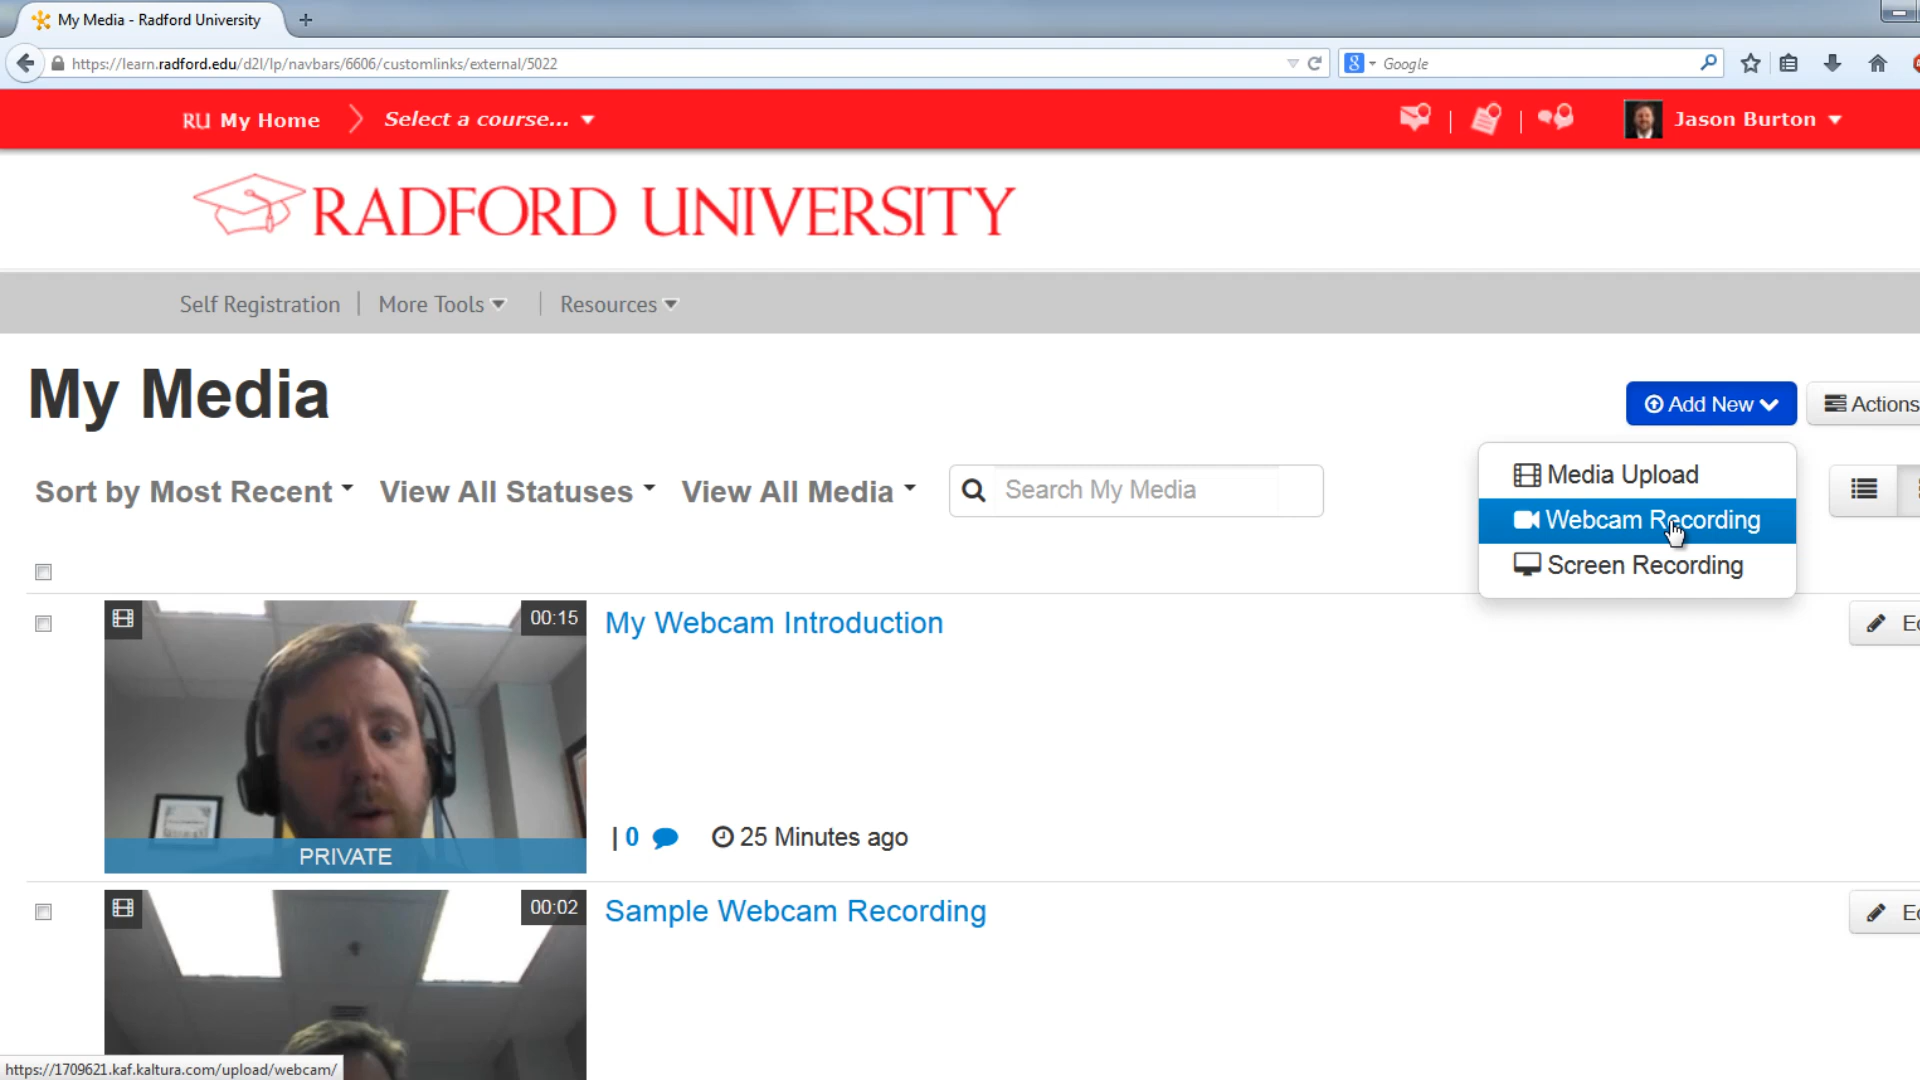 My Media - Radford University
https://learn.radford.edu/d2l/lp/navbars/6606/customlinks/external/5022
Google
RU My Home
Select a course...
Jason Burton
RADFORD UNIVERSITY
Self Registration | More Tools | Resources
My Media
Add New
Actions
Sort by Most Recent
View All Statuses
View All Media
Search My Media
Media Upload
Webcam Recording
Screen Recording
00:15
My Webcam Introduction
PRIVATE
| 0
25 Minutes ago
00:02
Sample Webcam Recording
https://1709621.kaf.kaltura.com/upload/webcam/